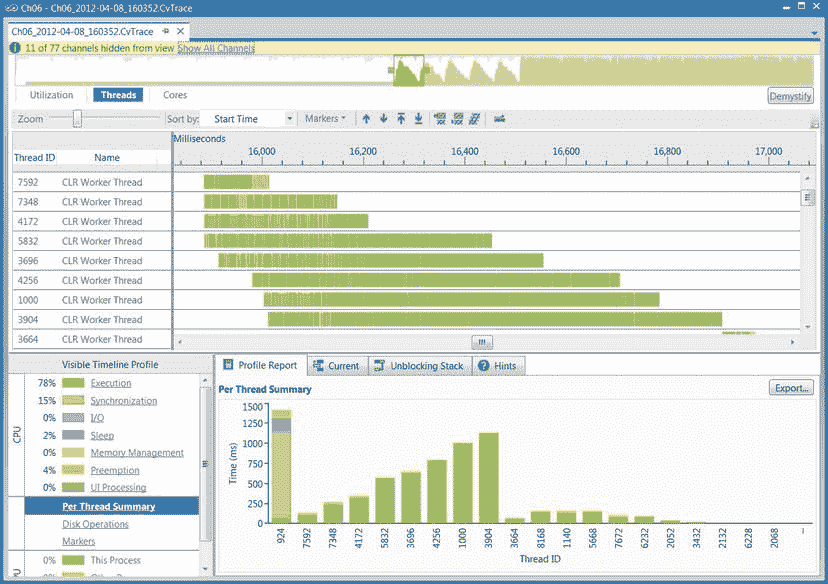 Ch06 - Ch06_2012-04-08_160352.CvTrace
Ch06_2012-04-08_160352.CvTrace
11 of 77 channels hidden from view Show All Channels
Utilization Threads Cores Demystify
Zoom Sort by: Start Time Markers
Milliseconds
Thread ID Name 16,000 16,200 16,400 16,600 16,800 17,000
7592 CLR Worker Thread
7348 CLR Worker Thread
4172 CLR Worker Thread
5832 CLR Worker Thread
3696 CLR Worker Thread
4256 CLR Worker Thread
1000 CLR Worker Thread
3904 CLR Worker Thread
3664 CLR Worker Thread
Visible Timeline Profile
CPU
78% Execution
15% Synchronization
0% I/O
2% Sleep
0% Memory Management
4% Preemption
0% UI Processing
Per Thread Summary
Disk Operations
Markers
0% This Process
Profile Report Current Unblocking Stack Hints
Per Thread Summary Export...
Time (ms)
1500
1250
1000
750
500
250
0
924 7592 7348 4172 5832 3696 4256 1000 3904 3664 8168 1140 5668 7672 6232 2052 3432 2132 6228 2068
Thread ID